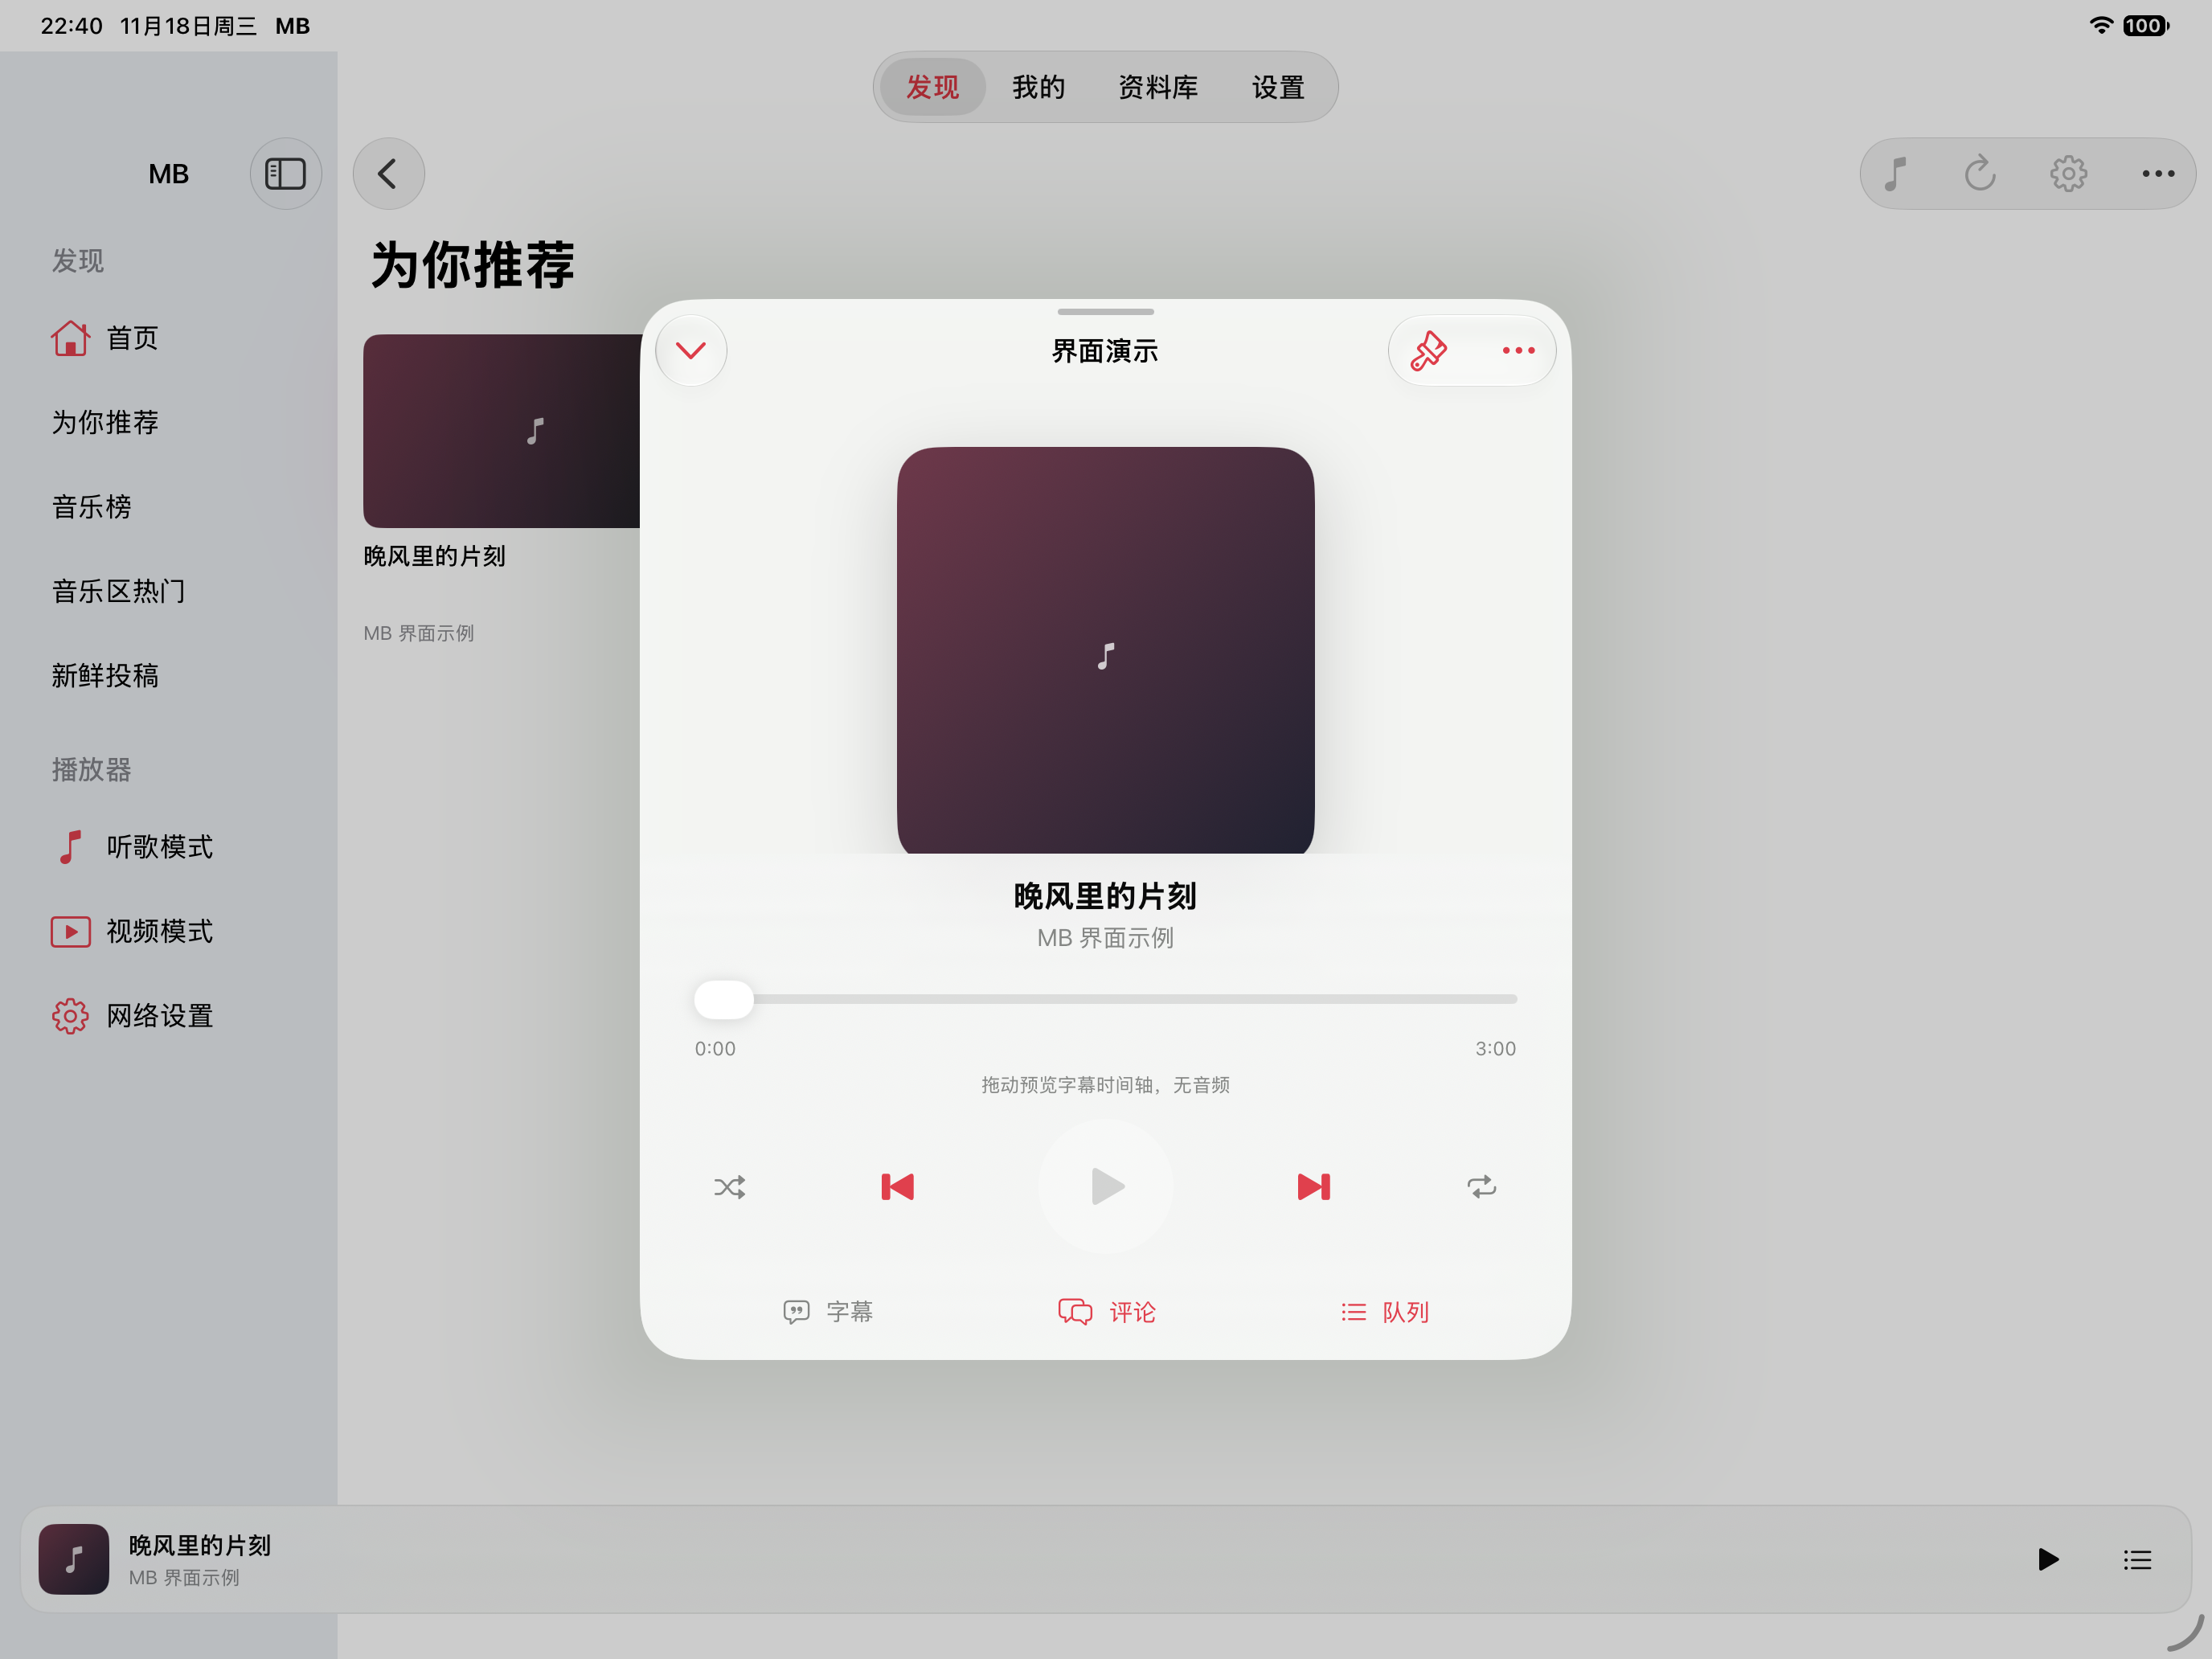 22:40 11月18日周三 MB
100
发现 我的 资料库 设置
MB
发现
首页
为你推荐
音乐榜
音乐区热门
新鲜投稿
播放器
听歌模式
视频模式
网络设置
为你推荐
晚风里的片刻
MB 界面示例
界面演示
晚风里的片刻
MB 界面示例
0:00 3:00
拖动预览字幕时间轴，无音频
字幕 评论 队列
晚风里的片刻
MB 界面示例